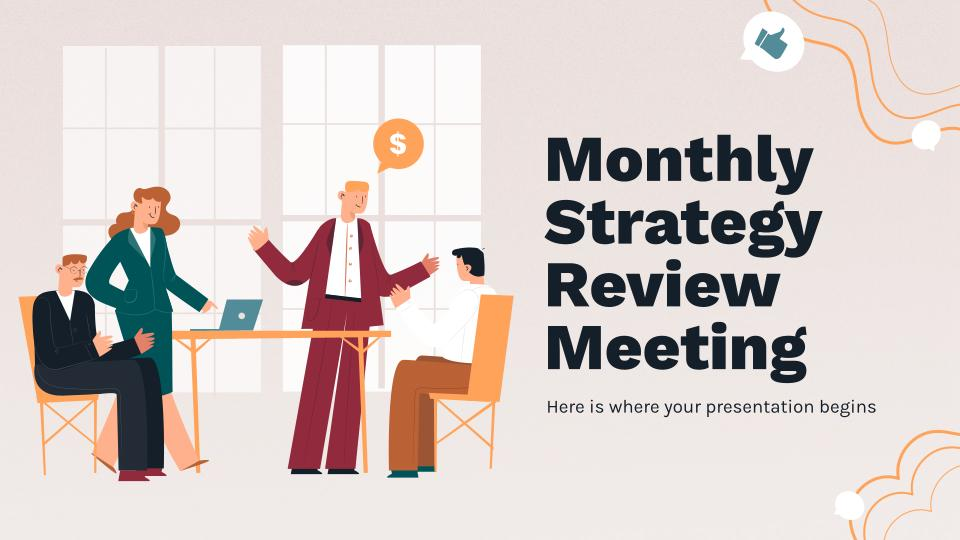 $
Monthly
Strategy
Review
Meeting
Here is where your presentation begins